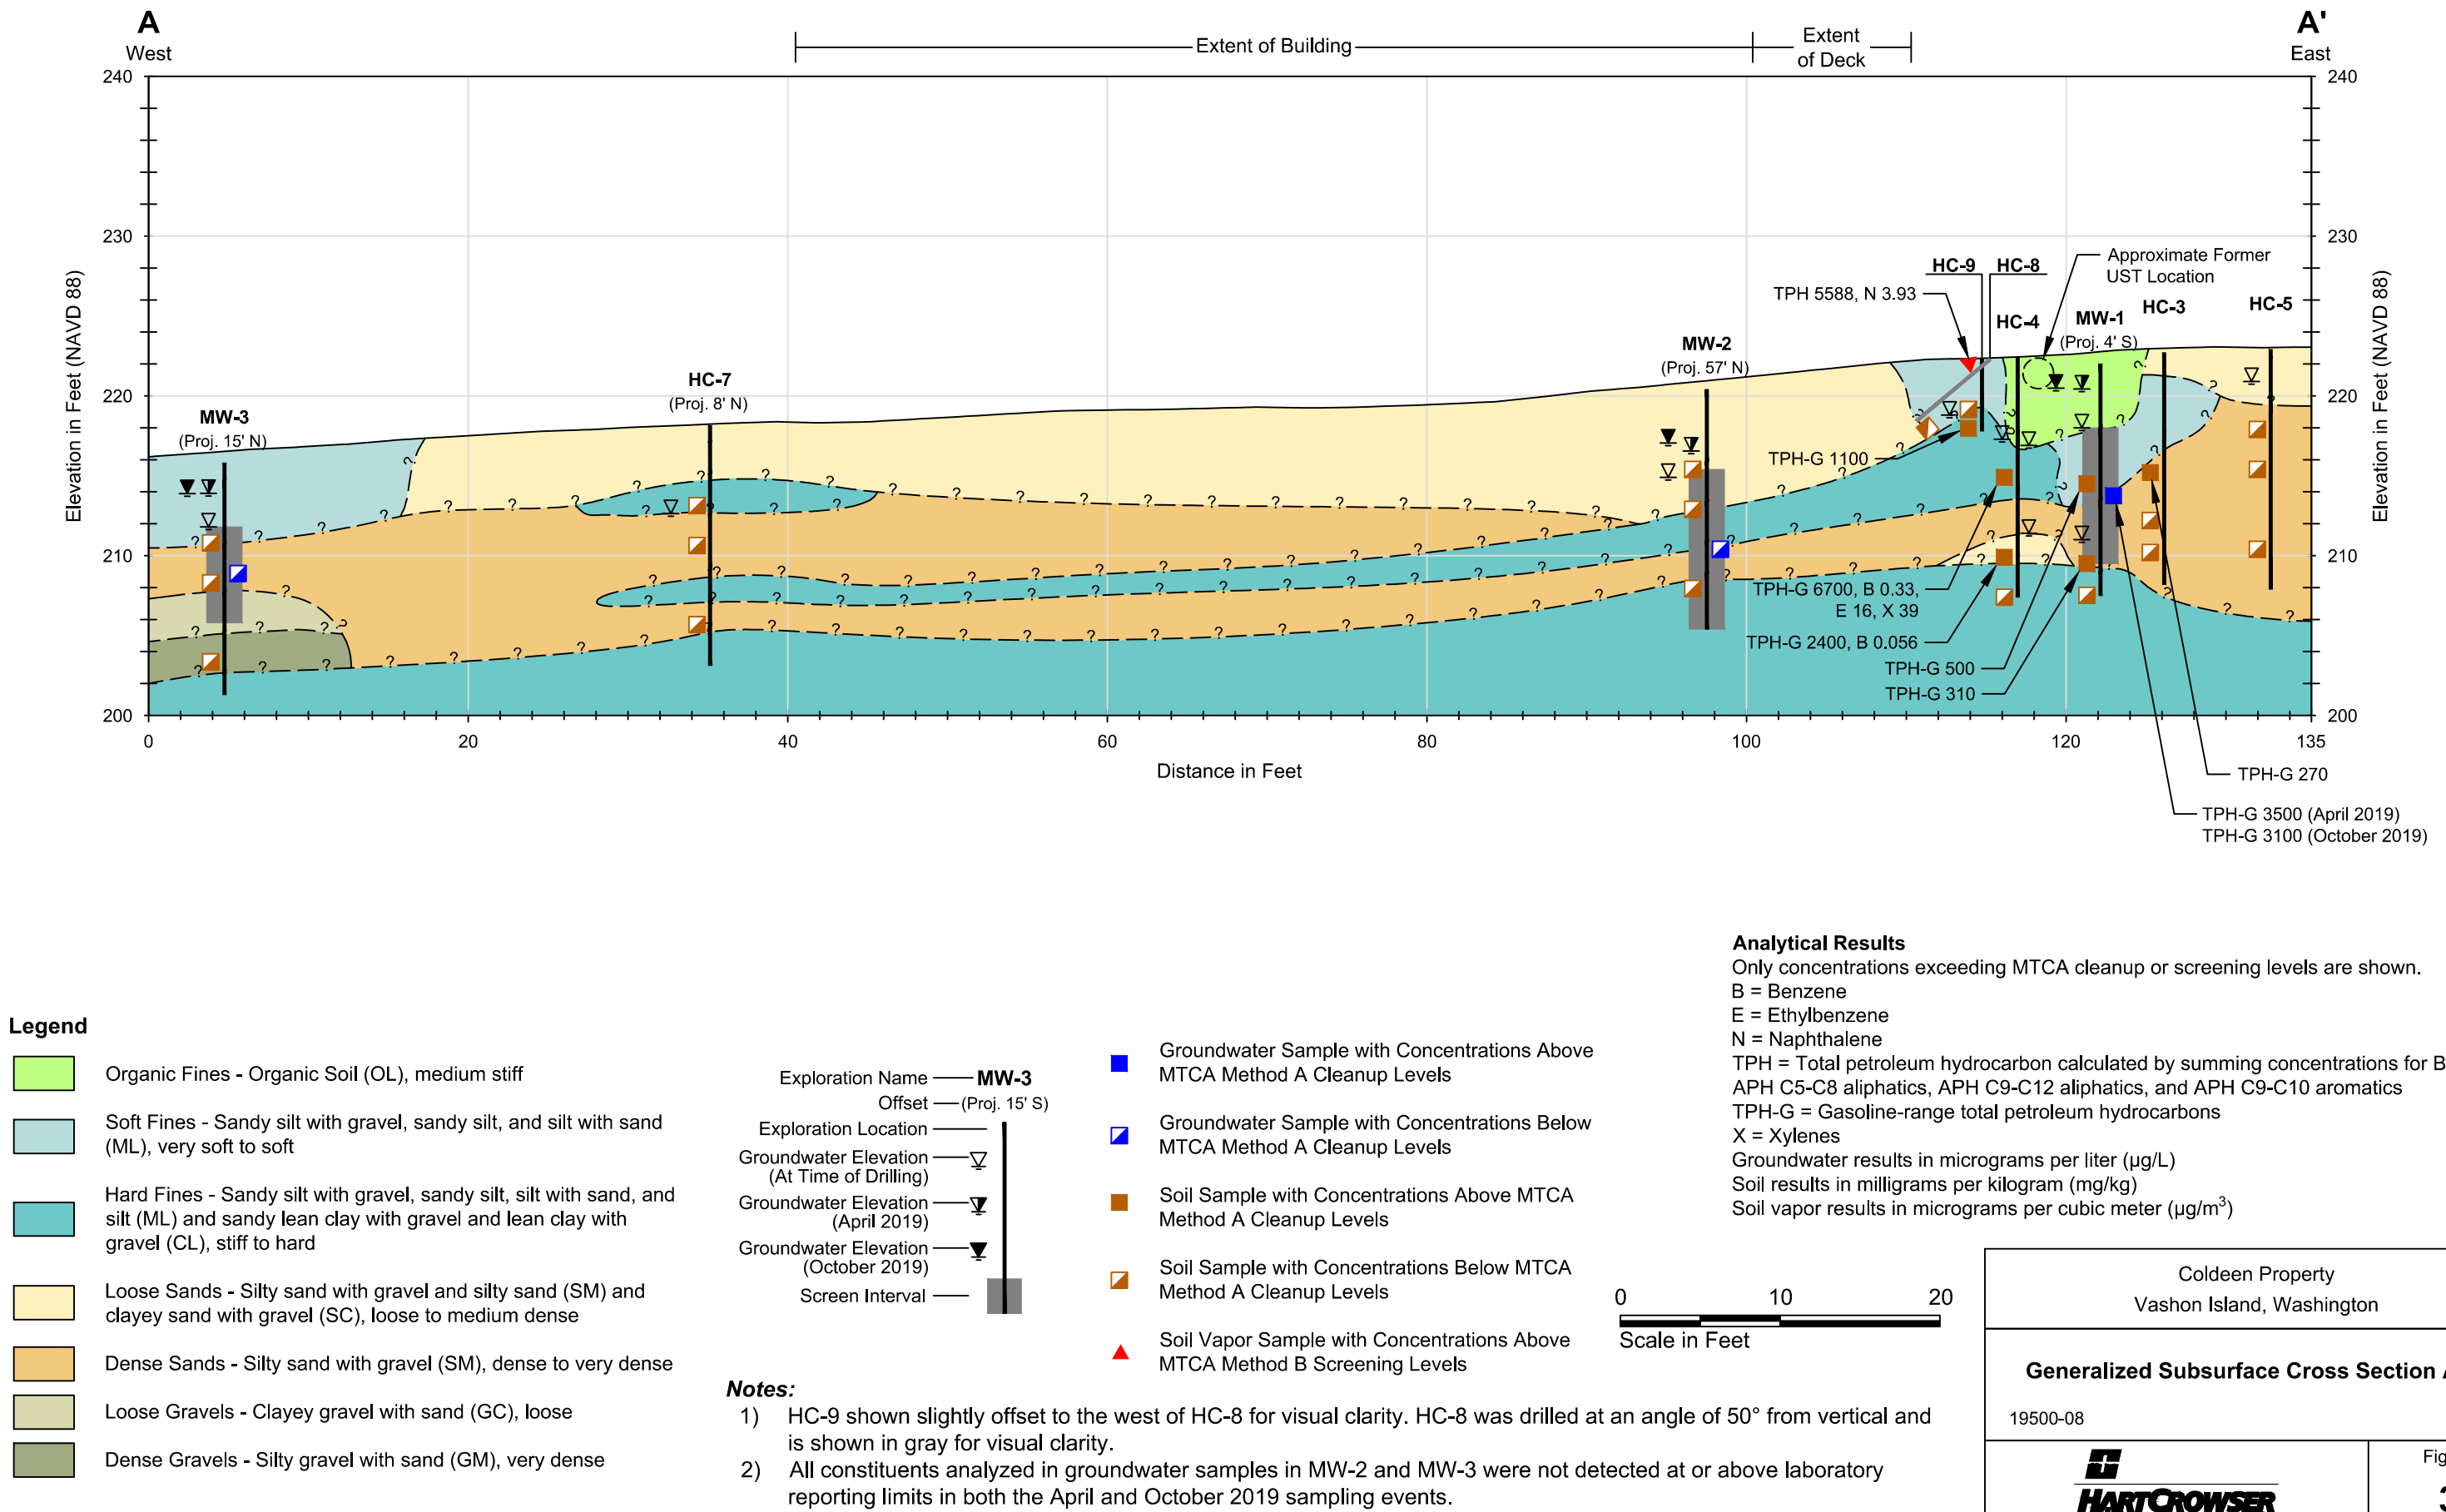 A
A'
West
East
Extent of Building
Extent
of Deck
240
240
230
230
220
220
210
210
200
200
Elevation in Feet (NAVD 88)
Elevation in Feet (NAVD 88)
0
20
40
60
80
100
120
135
Distance in Feet
MW-3
(Proj. 15' N)
HC-7
(Proj. 8' N)
MW-2
(Proj. 57' N)
HC-9
HC-8
HC-4
MW-1
(Proj. 4' S)
HC-3
HC-5
Approximate Former
UST Location
TPH 5588, N 3.93
TPH-G 1100
TPH-G 6700, B 0.33,
E 16, X 39
TPH-G 2400, B 0.056
TPH-G 500
TPH-G 310
TPH-G 270
TPH-G 3500 (April 2019)
TPH-G 3100 (October 2019)
Analytical Results
Only concentrations exceeding MTCA cleanup or screening levels are shown.
B = Benzene
E = Ethylbenzene
N = Naphthalene
TPH = Total petroleum hydrocarbon calculated by summing concentrations for B
APH C5-C8 aliphatics, APH C9-C12 aliphatics, and APH C9-C10 aromatics
TPH-G = Gasoline-range total petroleum hydrocarbons
X = Xylenes
Groundwater results in micrograms per liter (µg/L)
Soil results in milligrams per kilogram (mg/kg)
Soil vapor results in micrograms per cubic meter (µg/m³)
Legend
Organic Fines - Organic Soil (OL), medium stiff
Soft Fines - Sandy silt with gravel, sandy silt, and silt with sand
(ML), very soft to soft
Hard Fines - Sandy silt with gravel, sandy silt, silt with sand, and
silt (ML) and sandy lean clay with gravel and lean clay with
gravel (CL), stiff to hard
Loose Sands - Silty sand with gravel and silty sand (SM) and
clayey sand with gravel (SC), loose to medium dense
Dense Sands - Silty sand with gravel (SM), dense to very dense
Loose Gravels - Clayey gravel with sand (GC), loose
Dense Gravels - Silty gravel with sand (GM), very dense
Exploration Name
MW-3
Offset
(Proj. 15' S)
Exploration Location
Groundwater Elevation
(At Time of Drilling)
Groundwater Elevation
(April 2019)
Groundwater Elevation
(October 2019)
Screen Interval
Groundwater Sample with Concentrations Above
MTCA Method A Cleanup Levels
Groundwater Sample with Concentrations Below
MTCA Method A Cleanup Levels
Soil Sample with Concentrations Above MTCA
Method A Cleanup Levels
Soil Sample with Concentrations Below MTCA
Method A Cleanup Levels
Soil Vapor Sample with Concentrations Above
MTCA Method B Screening Levels
0
10
20
Scale in Feet
Notes:
1) HC-9 shown slightly offset to the west of HC-8 for visual clarity. HC-8 was drilled at an angle of 50° from vertical and
is shown in gray for visual clarity.
2) All constituents analyzed in groundwater samples in MW-2 and MW-3 were not detected at or above laboratory
reporting limits in both the April and October 2019 sampling events.
Coldeen Property
Vashon Island, Washington
Generalized Subsurface Cross Section
19500-08
HARTCROWSER